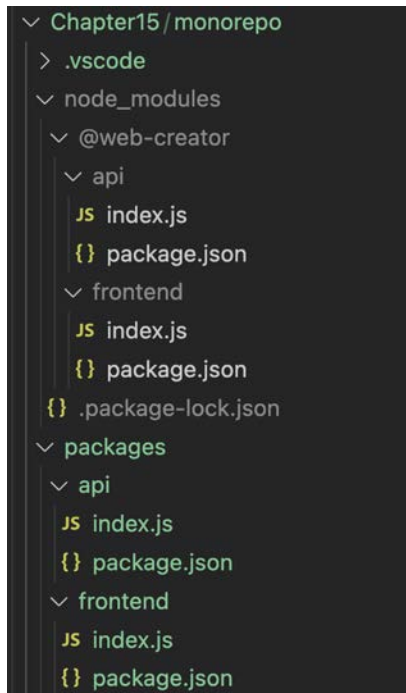 Chapter15/monorepo
.vscode
node_modules
@web-creator
api
JS index.js
{} package.json
frontend
JS index.js
{} package.json
{} .package-lock.json
packages
api
JS index.js
{} package.json
frontend
JS index.js
{} package.json